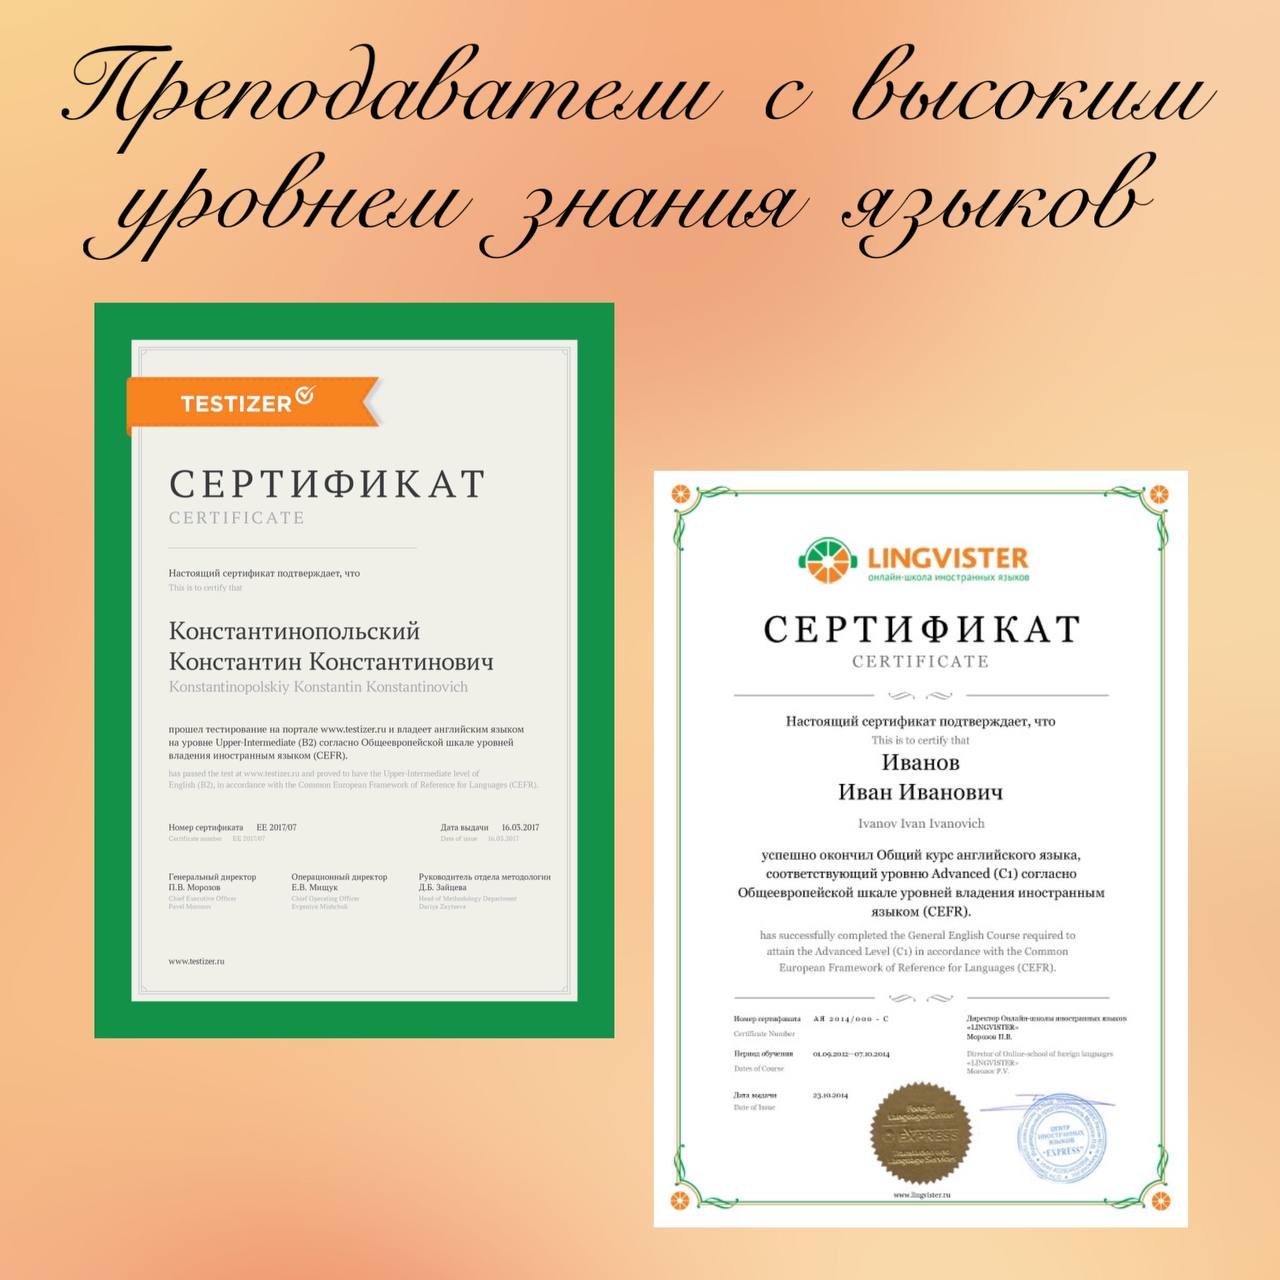 Преподаватели с высоким
уровнем знания языков
TESTIZER
СЕРТИФИКАТ
CERTIFICATE
Настоящий сертификат подтверждает, что
This is to certify that
Константинопольский
Константин Константинович
Konstantinopolskiy Konstantin Konstantinovich
прошел тестирование на портале www.testizer.ru и владеет английским языком
на уровне Upper-Intermediate (B2) согласно Общеевропейской шкале уровней
владения иностранным языком (CEFR).
has passed the test at www.testizer.ru and proved to have the Upper-Intermediate level of
English (B2), in accordance with the Common European Framework of Reference for Languages (CEFR).
Номер сертификата EE 2017/07 Дата выдачи 16.03.2017
Certificate number EE 2017/07 Date of issue 16.03.2017
Генеральный директор Операционный директор Руководитель отдела методологии
П.В. Морозов Е.В. Мищук Д.Б. Зайцева
Chief Executive Officer Chief Operating Officer Head of Methodology Department
Pavel Morozov Evgeniya Mishchuk Dariya Zaytseva
www.testizer.ru
LINGVISTER
онлайн-школа иностранных языков
СЕРТИФИКАТ
CERTIFICATE
Настоящий сертификат подтверждает, что
This is to certify that
Иванов
Иван Иванович
Ivanov Ivan Ivanovich
успешно окончил Общий курс английского языка,
соответствующий уровню Advanced (C1) согласно
Общеевропейской шкале уровней владения иностранным
языком (CEFR).
has successfully completed the General English Course required to
attain the Advanced Level (C1) in accordance with the Common
European Framework of Reference for Languages (CEFR).
Номер сертификата АЯ 2014/000 - C
Certificate Number
Период обучения 01.09.2012—07.10.2014
Dates of Course
Дата выдачи 23.10.2014
Date of Issue
Директор Онлайн-школы иностранных языков
«LINGVISTER»
Морозов П.В.
Director of Online-school of foreign languages
«LINGVISTER»
Morozov P.V.
Foreign
Languages Center
EXPRESS
Translation and
Language Services
ЦЕНТР
ИНОСТРАННЫХ
ЯЗЫКОВ
"EXPRESS"
www.lingvister.ru